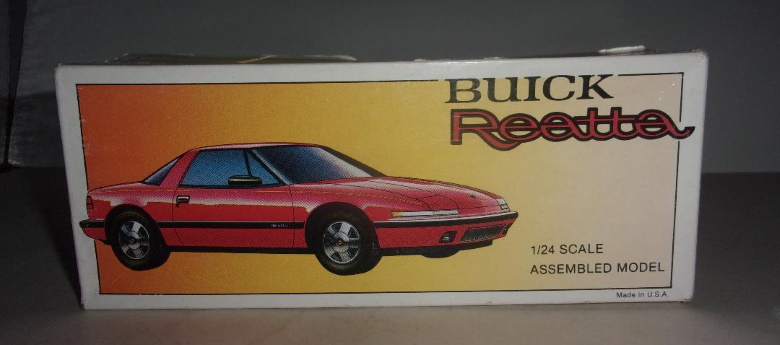 BUICK
Reatta
1/24 SCALE
ASSEMBLED MODEL
Made In U.S.A.